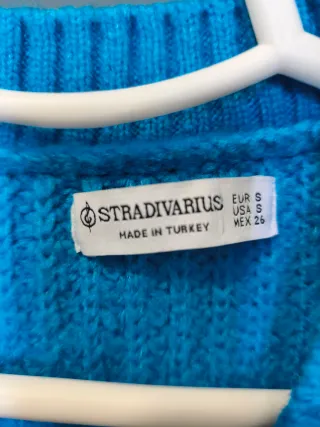 STRADIVARIUS
MADE IN TURKEY
EUR S
USA S
MEX 26